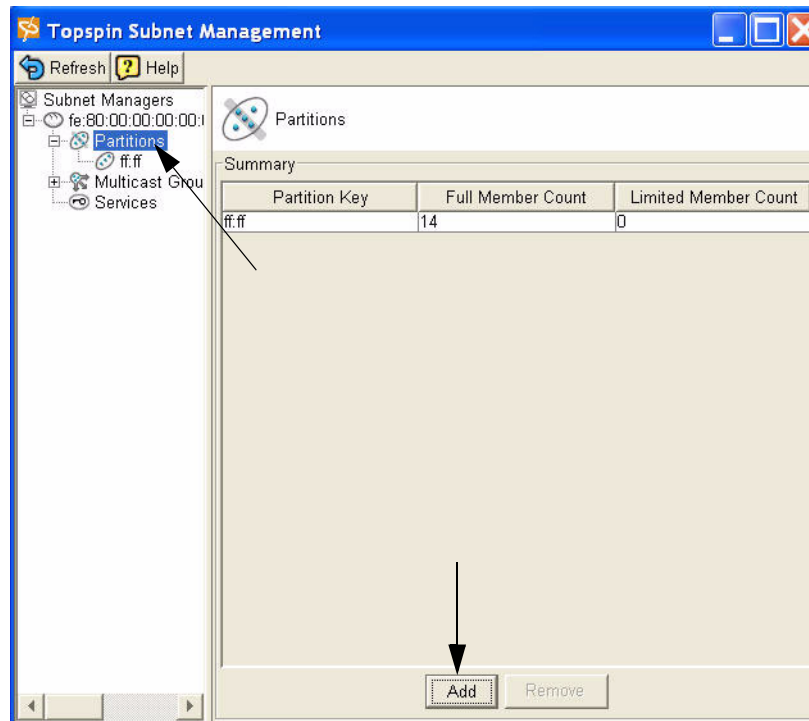 Topspin Subnet Management
Refresh Help
Subnet Managers
fe:80:00:00:00:00:
Partitions
ff:ff
Multicast Grou
Services
Partitions
Summary
Partition Key Full Member Count Limited Member Count
ff:ff 14 0
Add Remove